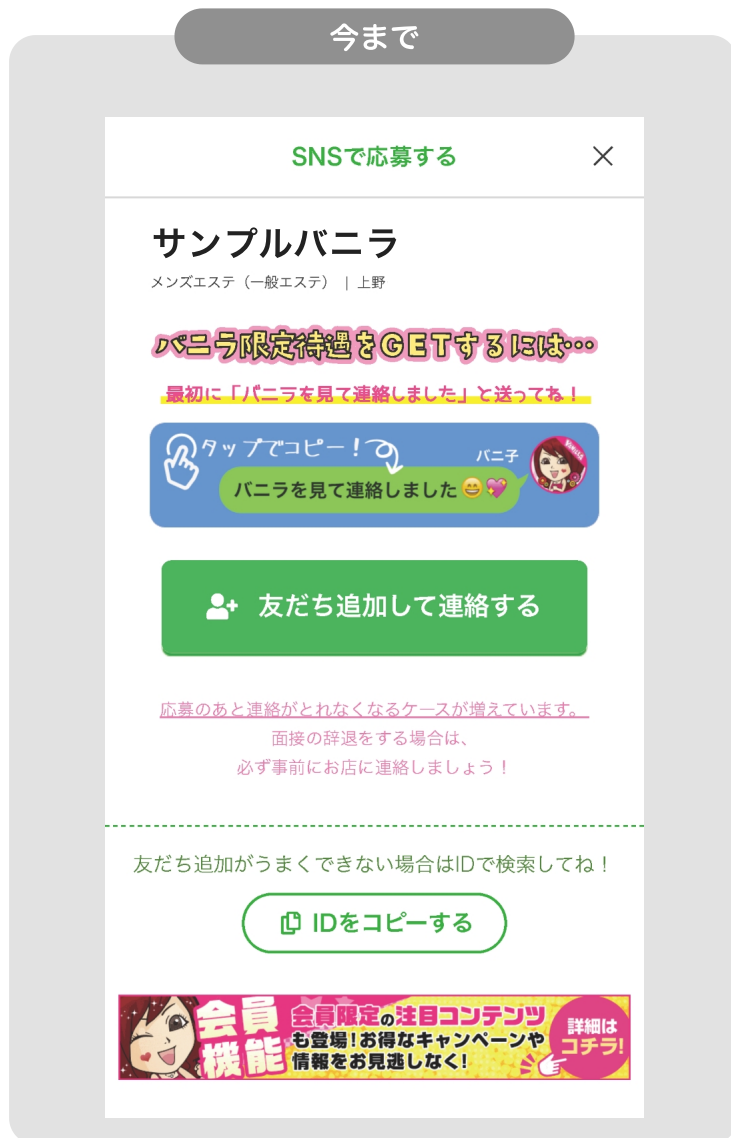 今まで
SNSで応募する
サンプルバニラ
メンズエステ（一般エステ） | 上野
バニラ限定待遇をGETするには…
最初に「バニラを見て連絡しました」と送ってね！
タップでコピー！
バニ子
バニラを見て連絡しました😄💖
友だち追加して連絡する
応募のあと連絡がとれなくなるケースが増えています。
面接の辞退をする場合は、
必ず事前にお店に連絡しましょう！
友だち追加がうまくできない場合はIDで検索してね！
IDをコピーする
会員
機能
会員限定の注目コンテンツ
も登場！お得なキャンペーンや
情報をお見逃しなく！
詳細は
コチラ！